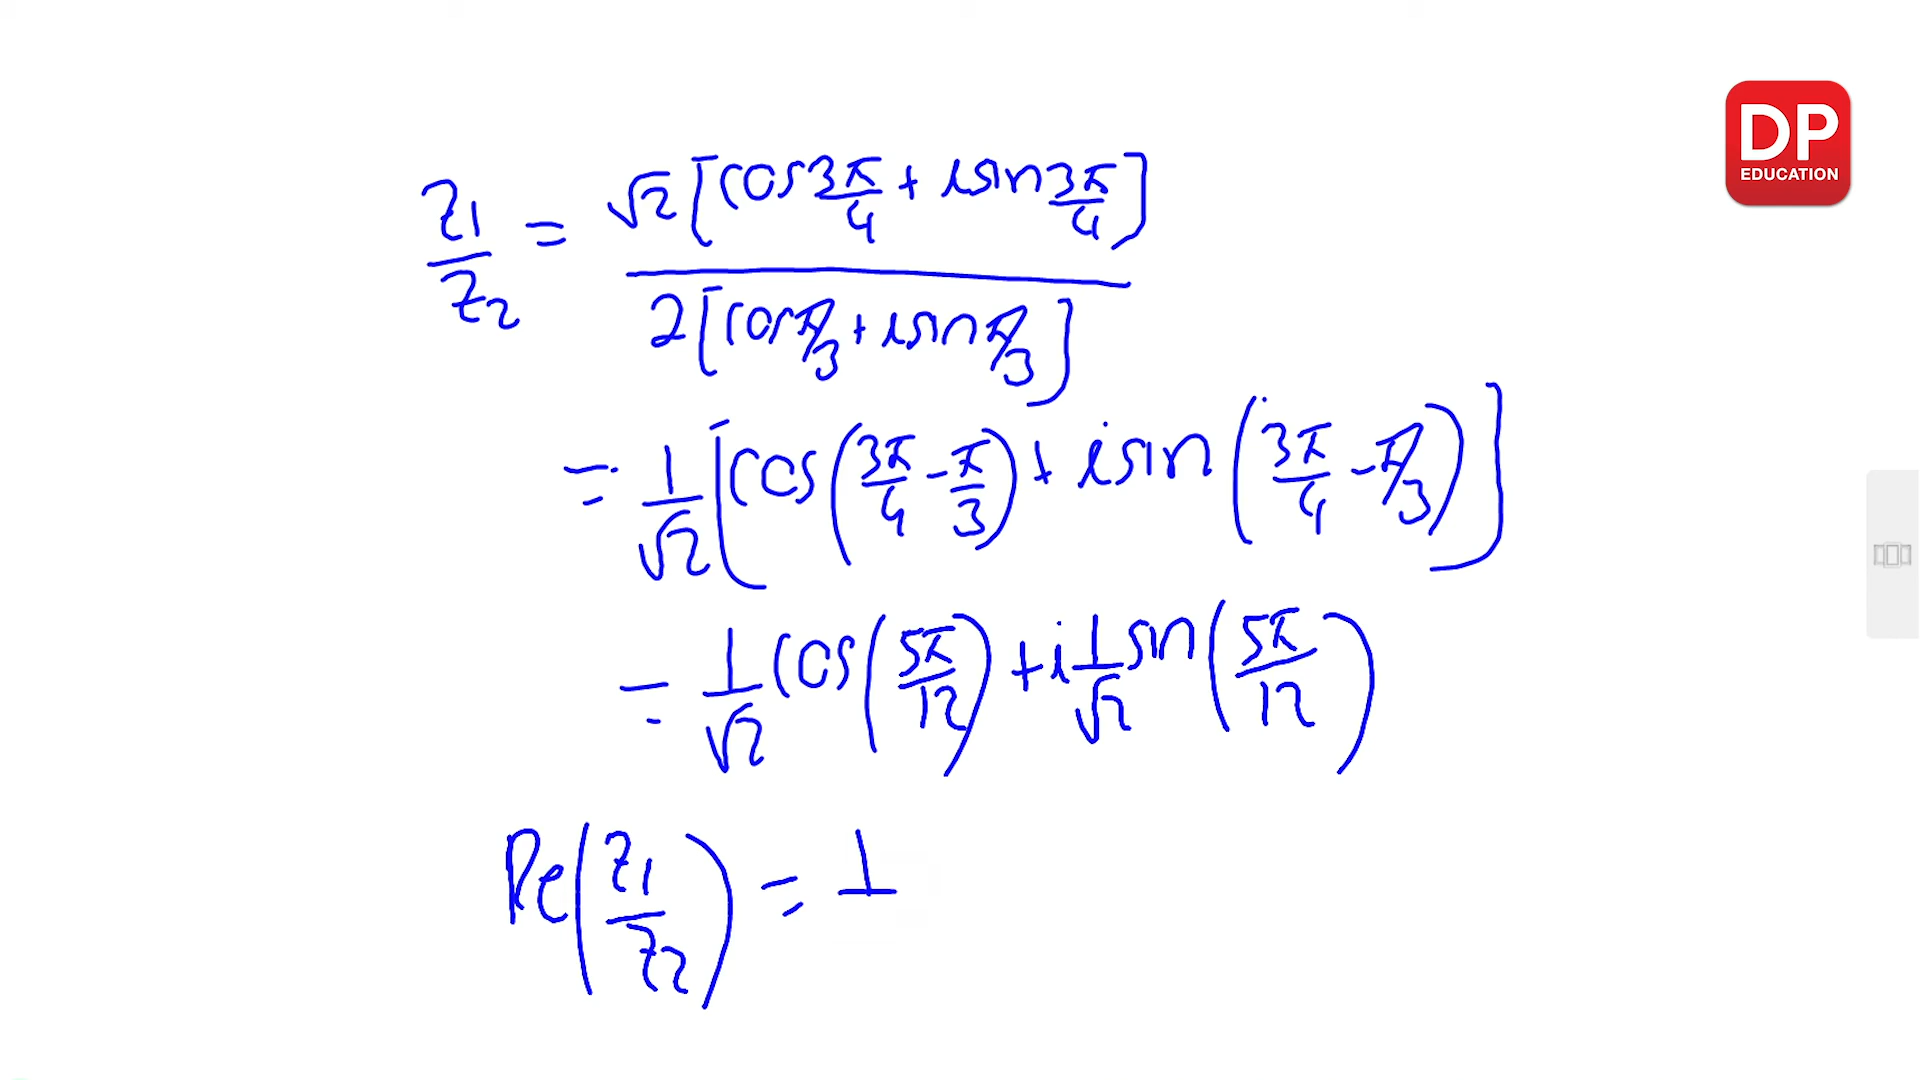 DP
EDUCATION
z₁/z₂ = √2[cos 3π/4 + i sin 3π/4] / 2[cos π/3 + i sin π/3]
= 1/√2 [cos(3π/4 - π/3) + i sin(3π/4 - π/3)]
= 1/√2 cos(5π/12) + i 1/√2 sin(5π/12)
Re(z₁/z₂) = 1